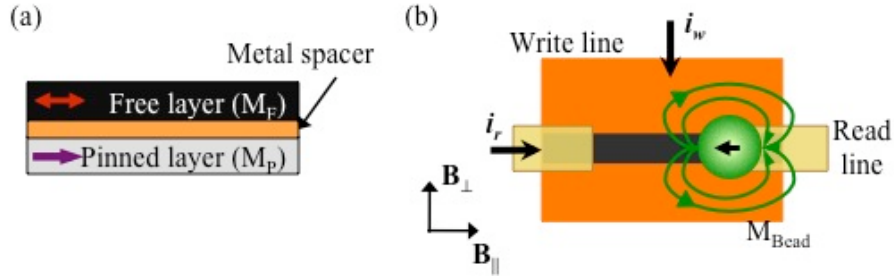 (a)
Metal spacer
Free layer (M_F)
Pinned layer (M_P)
(b)
i_w
Write line
i_r
Read
line
B_⊥
B_||
M_Bead